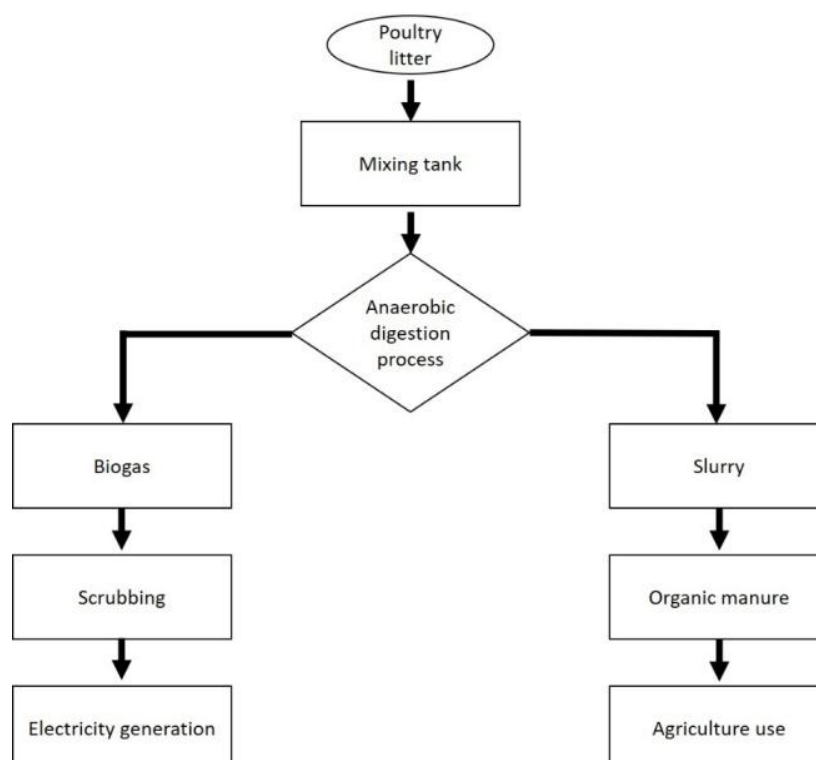 Poultry
litter
Mixing tank
Anaerobic
digestion
process
Biogas
Slurry
Scrubbing
Organic manure
Electricity generation
Agriculture use